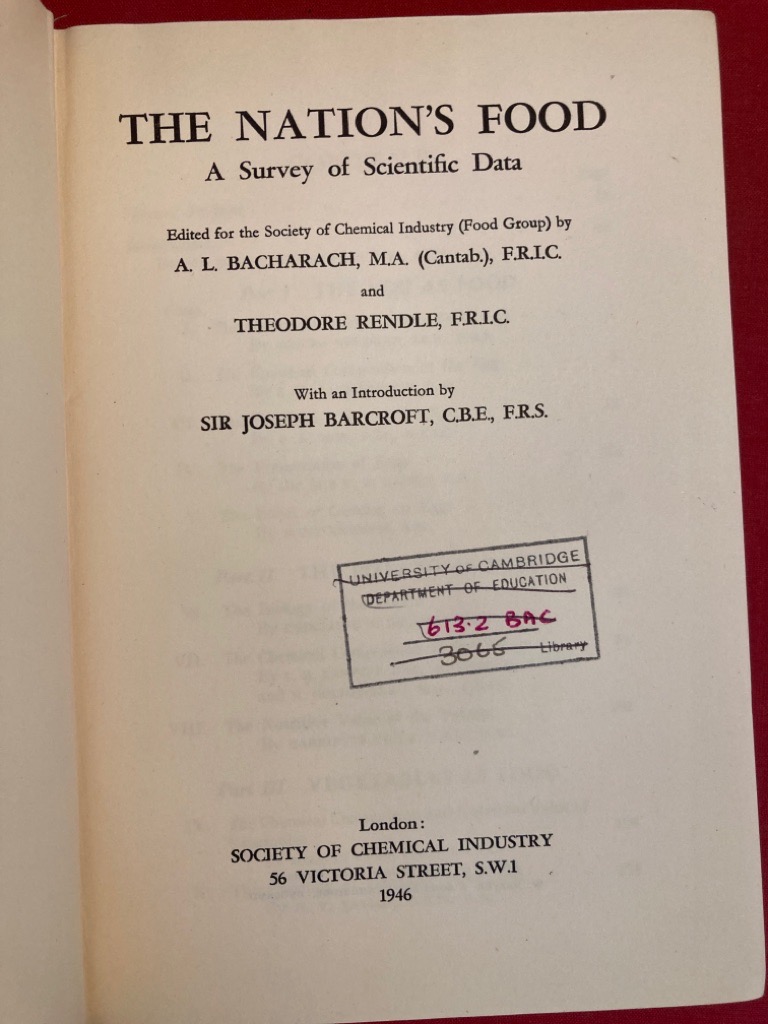 THE NATION'S FOOD
A Survey of Scientific Data
Edited for the Society of Chemical Industry (Food Group) by
A. L. BACHARACH, M.A. (Cantab.), F.R.I.C.
and
THEODORE RENDLE, F.R.I.C.
With an Introduction by
SIR JOSEPH BARCROFT, C.B.E., F.R.S.
UNIVERSITY OF CAMBRIDGE
DEPARTMENT OF EDUCATION
613.2 BAC
3066 Library
London:
SOCIETY OF CHEMICAL INDUSTRY
56 VICTORIA STREET, S.W.1
1946